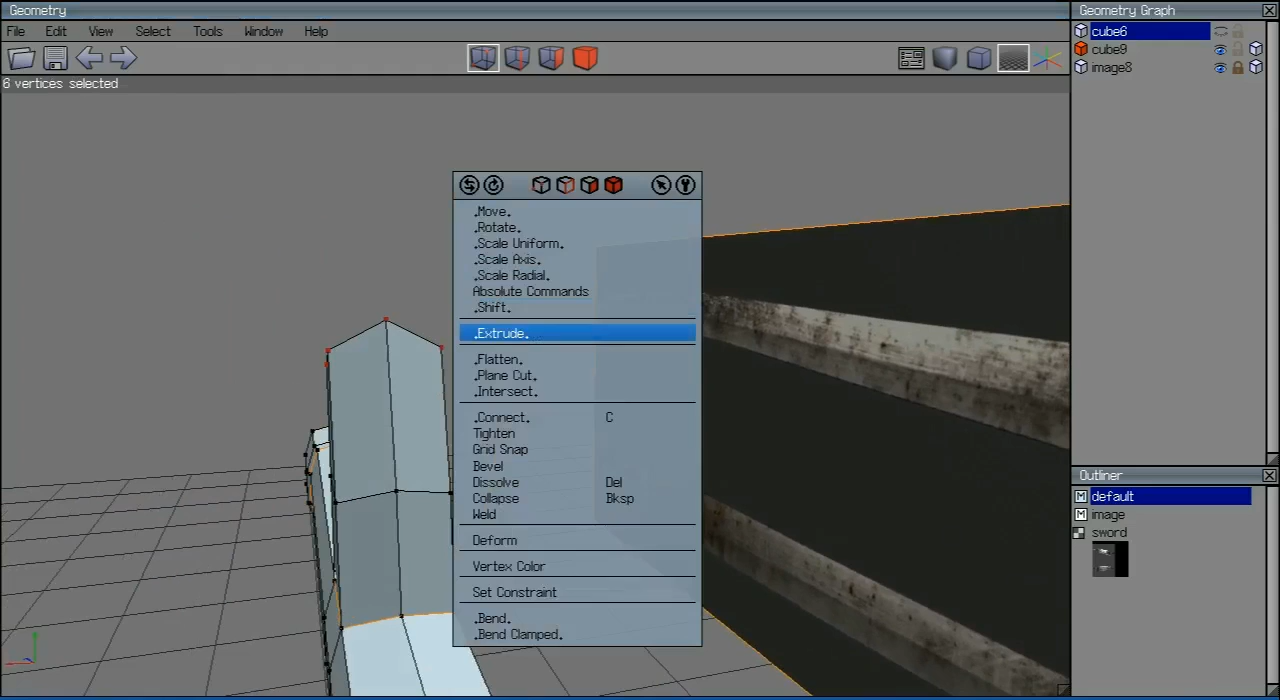 Geometry
File Edit View Select Tools Window Help
6 vertices selected
.Move.
.Rotate.
.Scale Uniform.
.Scale Axis.
.Scale Radial.
Absolute Commands
.Shift.
.Extrude.
.Flatten.
.Plane Cut.
.Intersect.
.Connect. C
Tighten
Grid Snap
Bevel
Dissolve Del
Collapse Bksp
Weld
Deform
Vertex Color
Set Constraint
.Bend.
.Bend Clamped.
Geometry Graph
cube6
cube9
image8
Outliner
M default
M image
sword